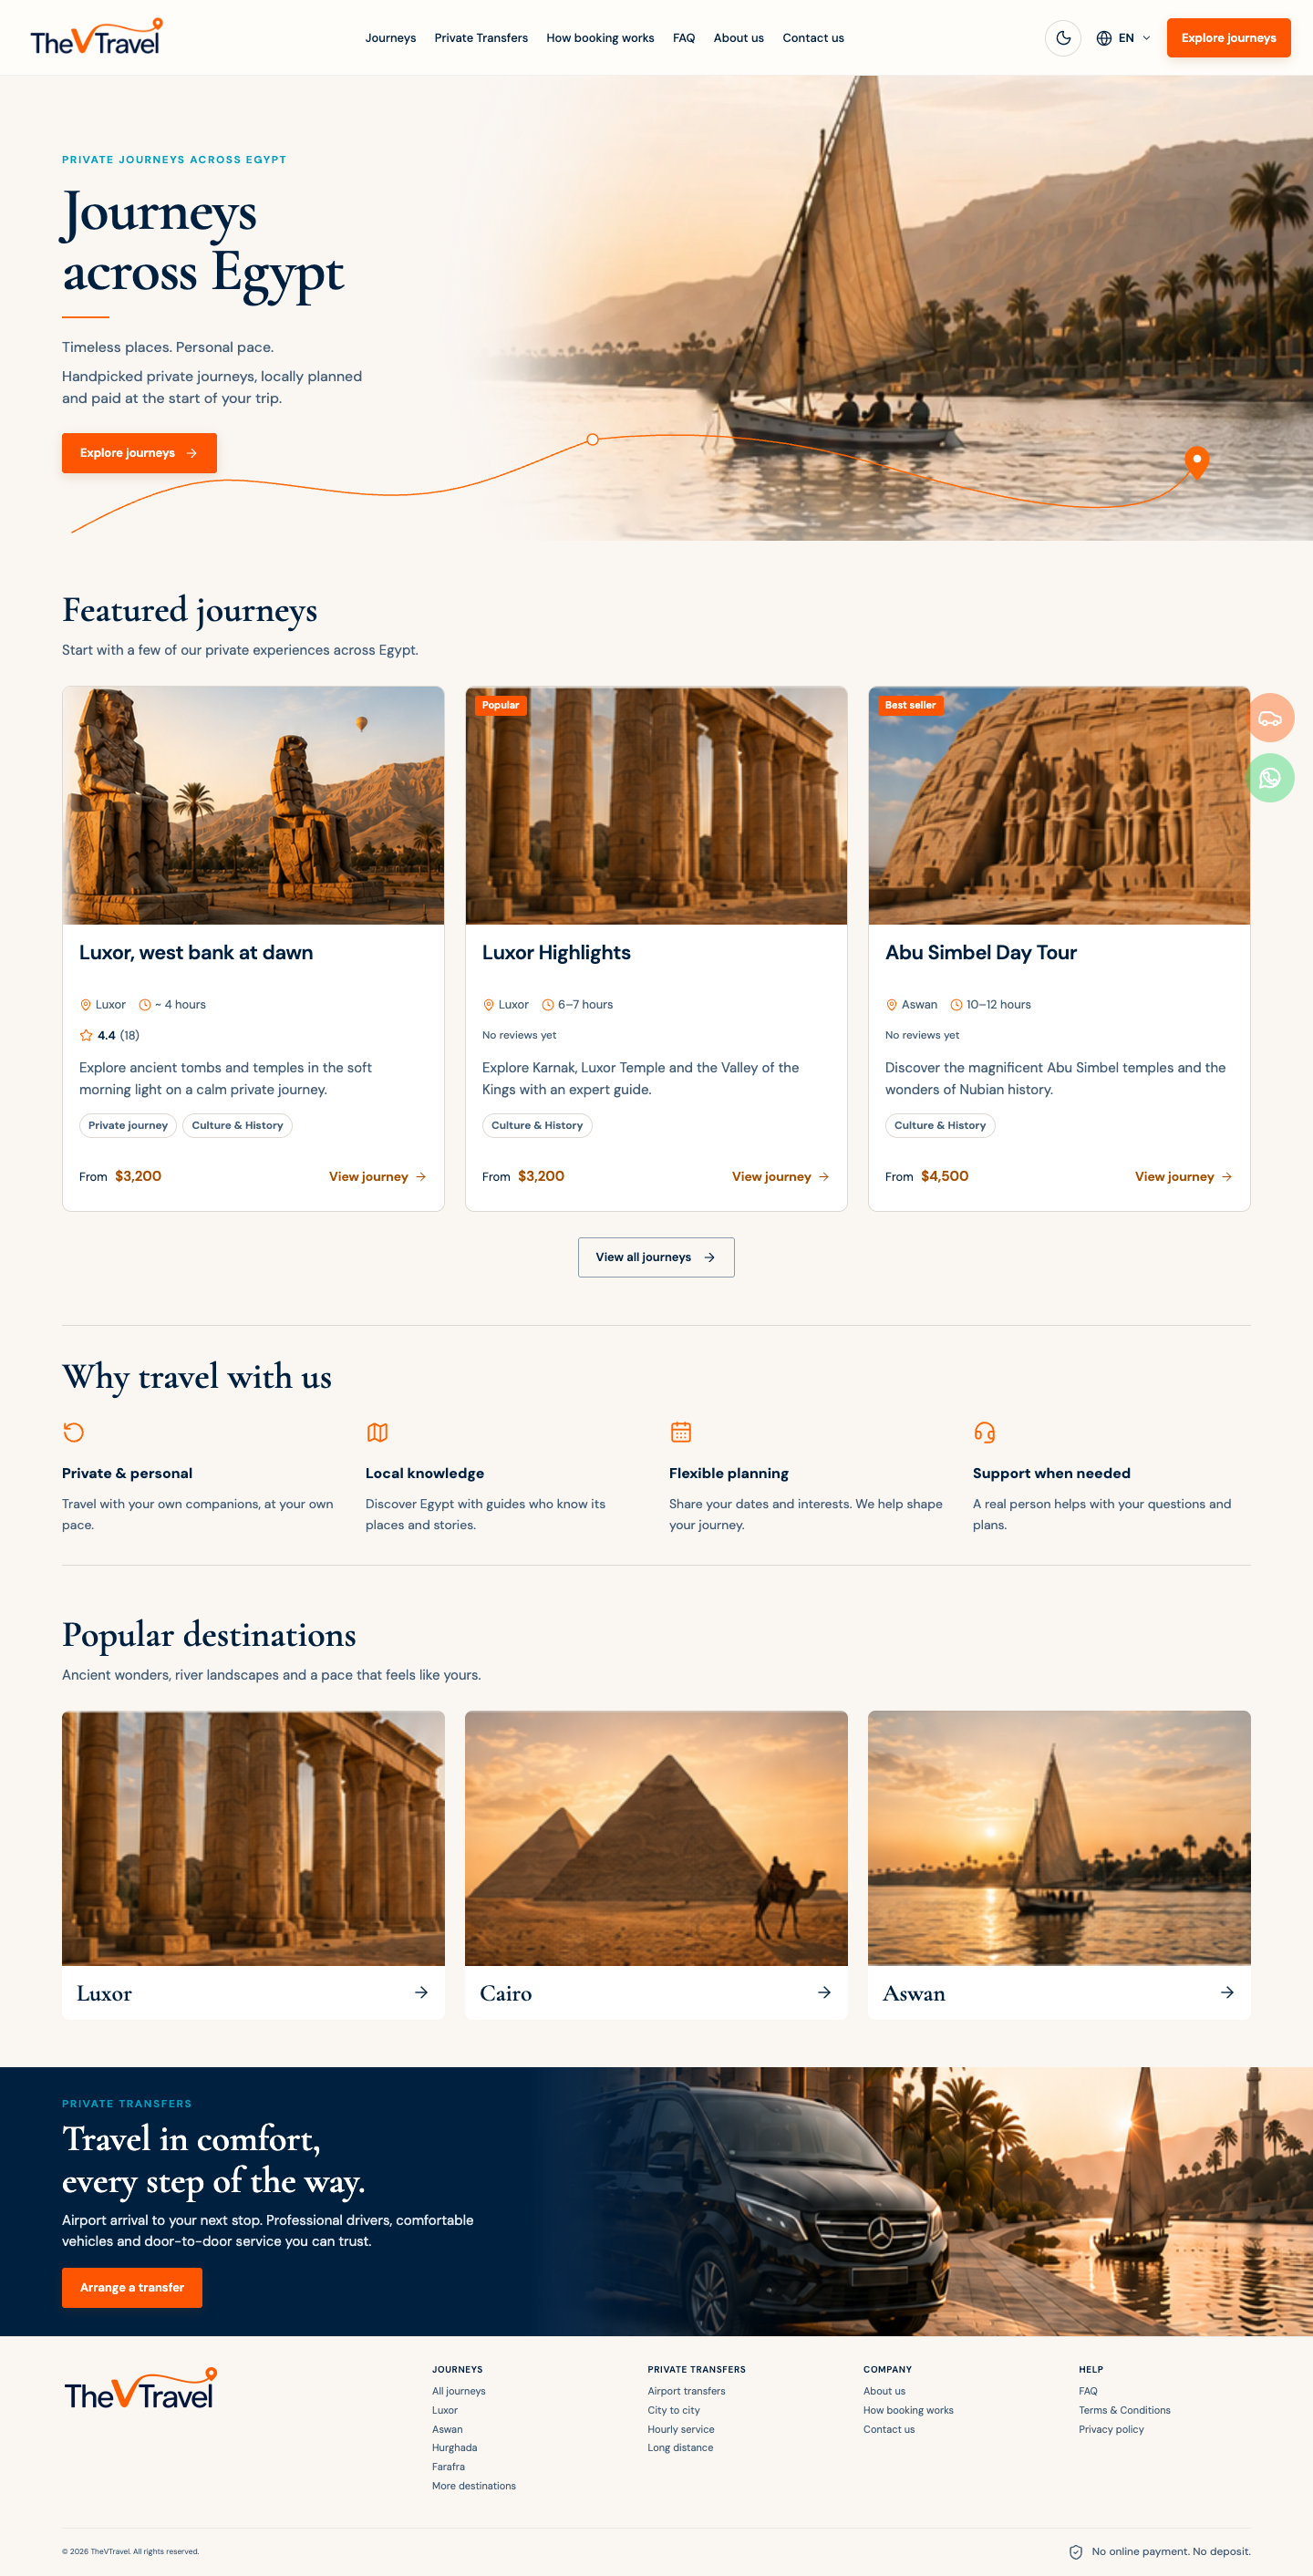 TheVTravel
Journeys
Private Transfers
How booking works
FAQ
About us
Contact us
EN
Explore journeys
PRIVATE JOURNEYS ACROSS EGYPT
Journeys
across Egypt
Timeless places. Personal pace.
Handpicked private journeys, locally planned
and paid at the start of your trip.
Explore journeys
Featured journeys
Start with a few of our private experiences across Egypt.
Luxor, west bank at dawn
Luxor
~ 4 hours
4.4 (18)
Explore ancient tombs and temples in the soft
morning light on a calm private journey.
Private journey
Culture & History
From $3,200
View journey
Popular
Luxor Highlights
Luxor
6–7 hours
No reviews yet
Explore Karnak, Luxor Temple and the Valley of the
Kings with an expert guide.
Culture & History
From $3,200
View journey
Best seller
Abu Simbel Day Tour
Aswan
10–12 hours
No reviews yet
Discover the magnificent Abu Simbel temples and the
wonders of Nubian history.
Culture & History
From $4,500
View journey
View all journeys
Why travel with us
Private & personal
Travel with your own companions, at your own
pace.
Local knowledge
Discover Egypt with guides who know its
places and stories.
Flexible planning
Share your dates and interests. We help shape
your journey.
Support when needed
A real person helps with your questions and
plans.
Popular destinations
Ancient wonders, river landscapes and a pace that feels like yours.
Luxor
Cairo
Aswan
PRIVATE TRANSFERS
Travel in comfort,
every step of the way.
Airport arrival to your next stop. Professional drivers, comfortable
vehicles and door-to-door service you can trust.
Arrange a transfer
TheVTravel
JOURNEYS
All journeys
Luxor
Aswan
Hurghada
Farafra
More destinations
PRIVATE TRANSFERS
Airport transfers
City to city
Hourly service
Long distance
COMPANY
About us
How booking works
Contact us
HELP
FAQ
Terms & Conditions
Privacy policy
© 2026 TheVTravel. All rights reserved.
No online payment. No deposit.